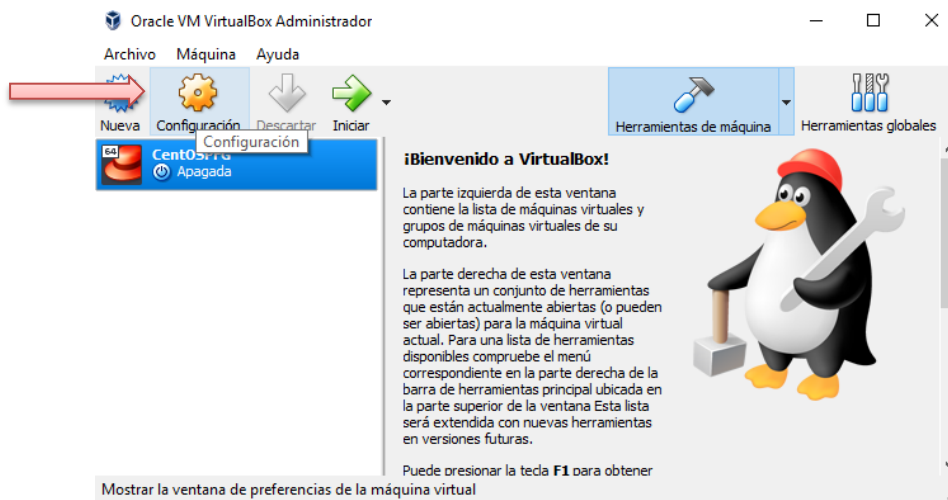 Oracle VM VirtualBox Administrador
Archivo Máquina Ayuda
Nueva Configuración Descartar Iniciar
Herramientas de máquina Herramientas globales
Configuración
64
Apagada
¡Bienvenido a VirtualBox!
La parte izquierda de esta ventana
contiene la lista de máquinas virtuales y
grupos de máquinas virtuales de su
computadora.
La parte derecha de esta ventana
representa un conjunto de herramientas
que están actualmente abiertas (o pueden
ser abiertas) para la máquina virtual
actual. Para una lista de herramientas
disponibles compruebe el menú
correspondiente en la parte derecha de la
barra de herramientas principal ubicada en
la parte superior de la ventana Esta lista
será extendida con nuevas herramientas
en versiones futuras.
Puede presionar la tecla F1 para obtener
Mostrar la ventana de preferencias de la máquina virtual